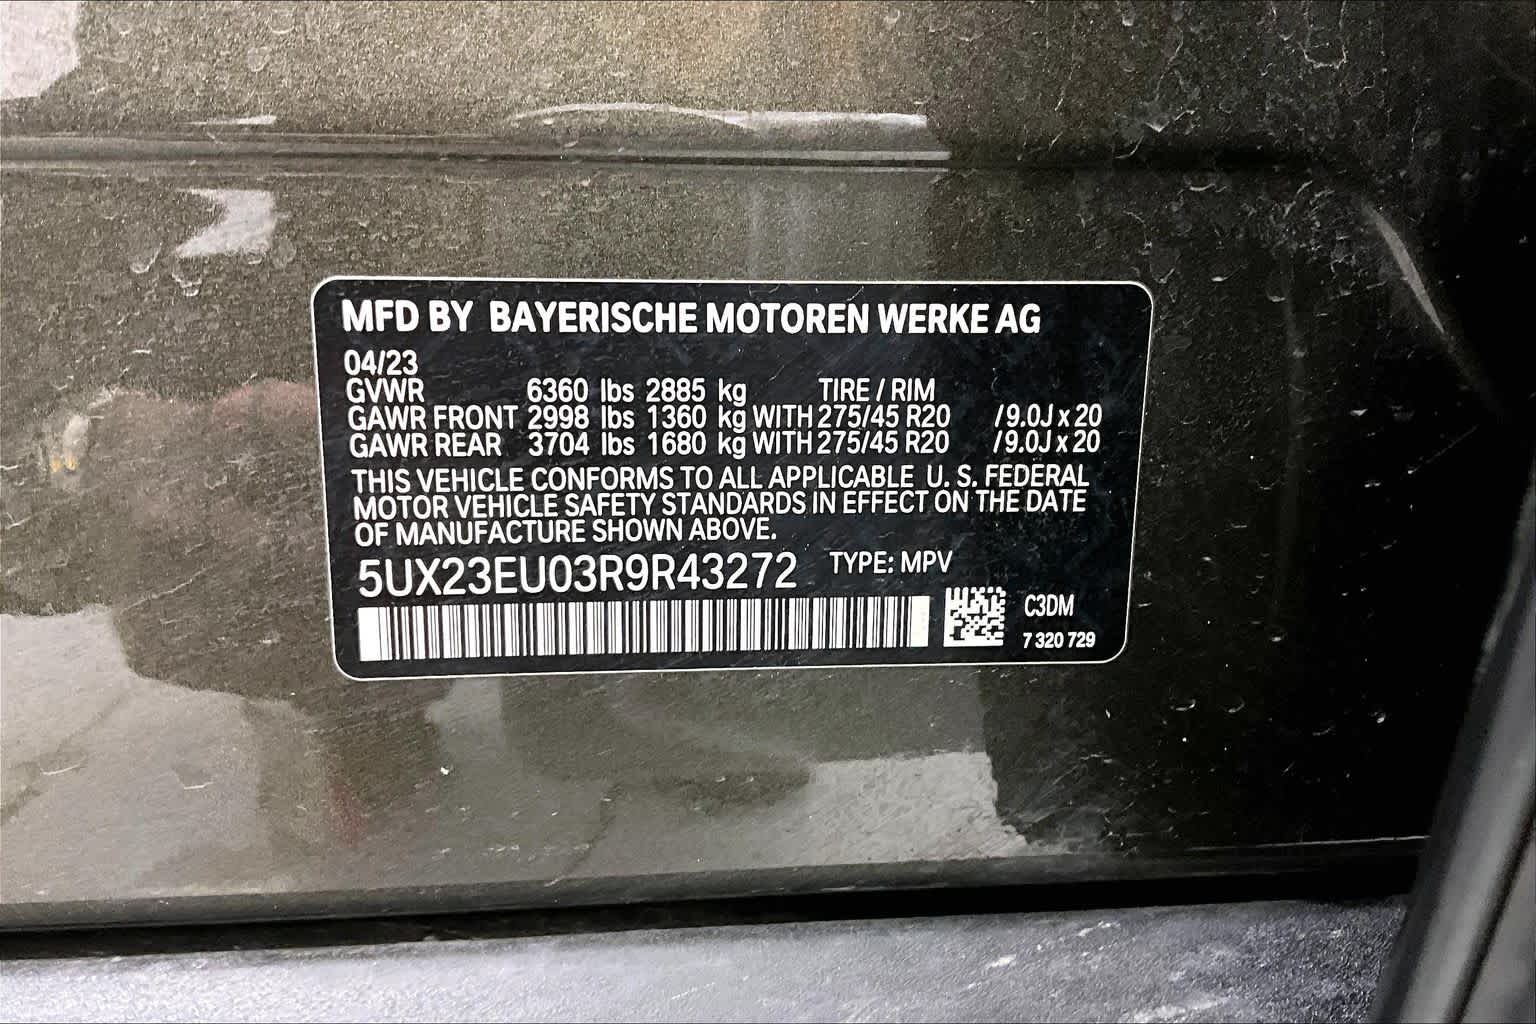 MFD BY BAYERISCHE MOTOREN WERKE AG
04/23
GVWR 6360 lbs 2885 kg TIRE / RIM
GAWR FRONT 2998 lbs 1360 kg WITH 275/45 R20 / 9.0J x 20
GAWR REAR 3704 lbs 1680 kg WITH 275/45 R20 / 9.0J x 20
THIS VEHICLE CONFORMS TO ALL APPLICABLE U. S. FEDERAL
MOTOR VEHICLE SAFETY STANDARDS IN EFFECT ON THE DATE
OF MANUFACTURE SHOWN ABOVE.
5UX23EU03R9R43272 TYPE: MPV
C3DM
7 320 729